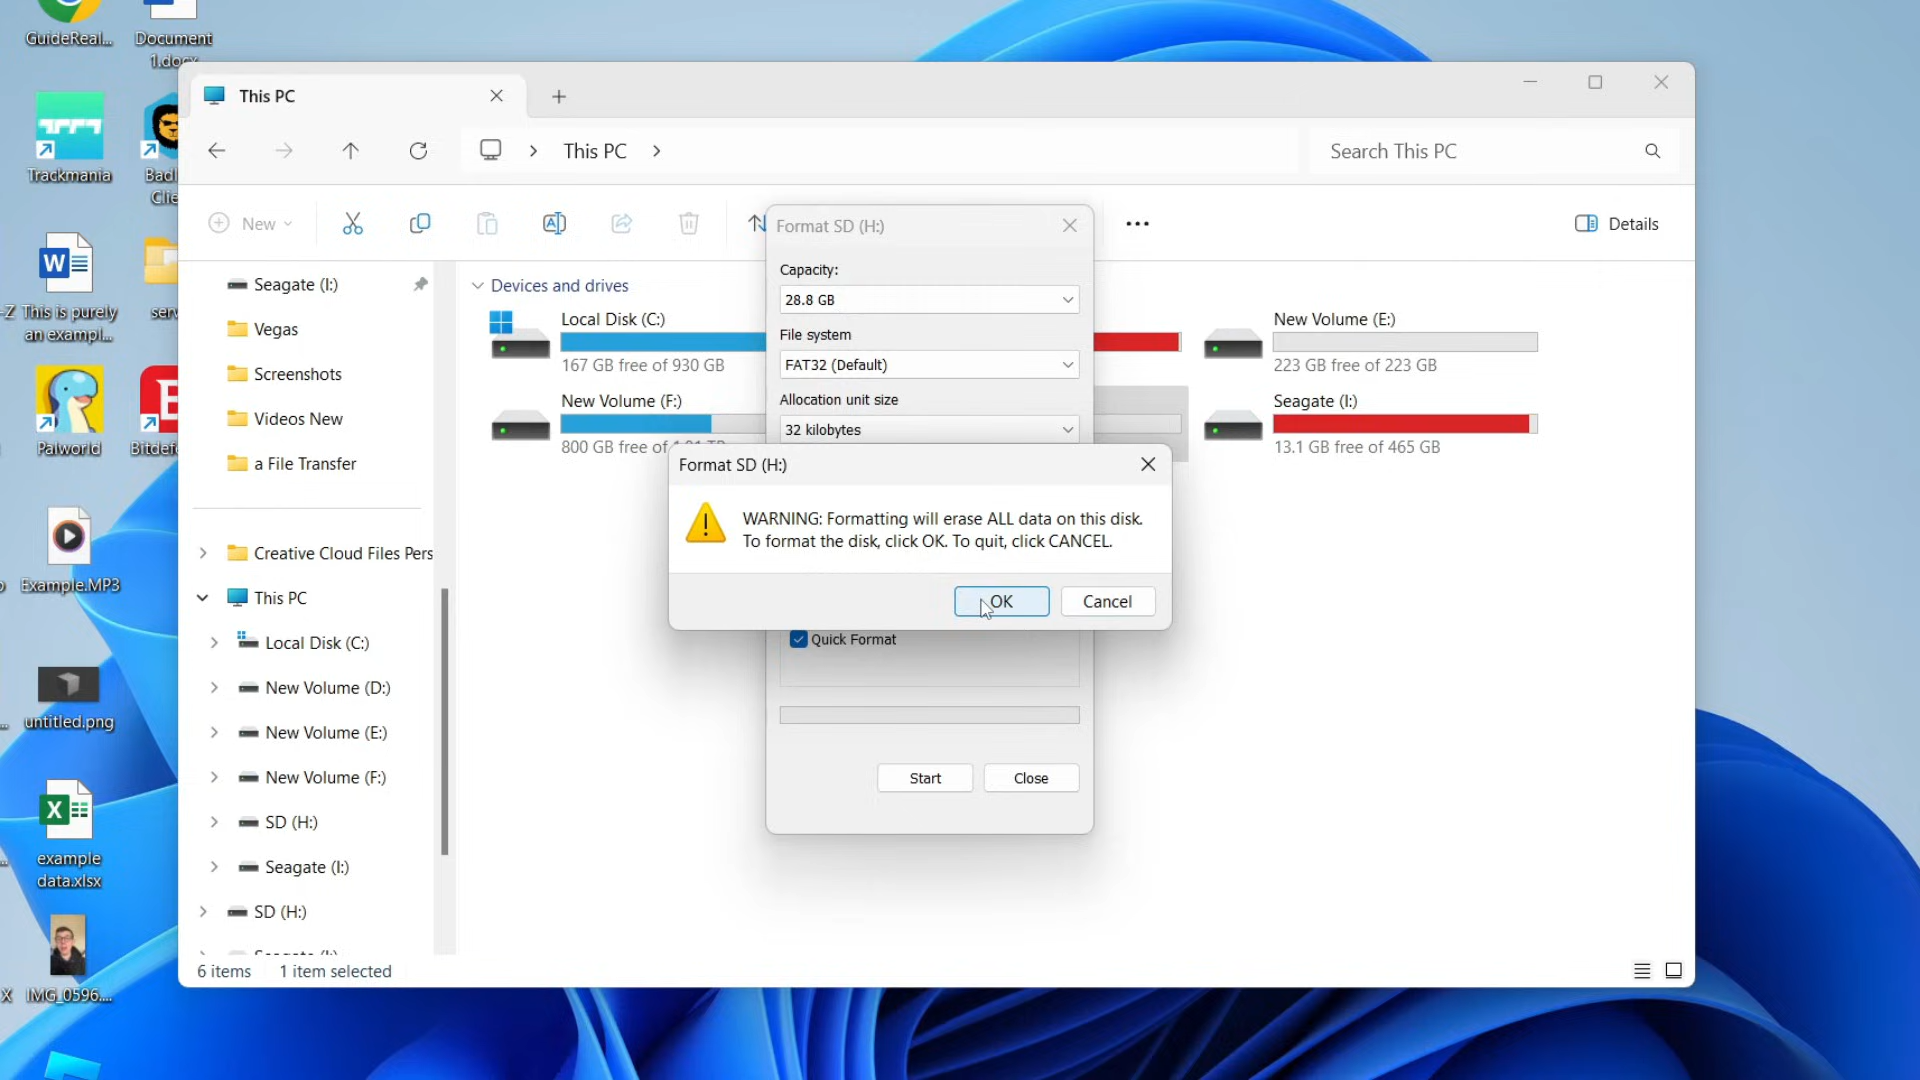 GuideReal...
Document
1.docx
Trackmania
This is purely
an exampl...
Palworld
Example.MP3
untitled.png
example
data.xlsx
IMG_0596....
This PC
This PC
Search This PC
New
Details
Seagate (I:)
Vegas
Screenshots
Videos New
a File Transfer
Creative Cloud Files Pers
This PC
Local Disk (C:)
New Volume (D:)
New Volume (E:)
New Volume (F:)
SD (H:)
Seagate (I:)
SD (H:)
6 items 1 item selected
Devices and drives
Local Disk (C:)
167 GB free of 930 GB
New Volume (F:)
800 GB free of
New Volume (E:)
223 GB free of 223 GB
Seagate (I:)
13.1 GB free of 465 GB
Format SD (H:)
Capacity:
28.8 GB
File system
FAT32 (Default)
Allocation unit size
32 kilobytes
Format SD (H:)
WARNING: Formatting will erase ALL data on this disk.
To format the disk, click OK. To quit, click CANCEL.
OK Cancel
Quick Format
Start Close